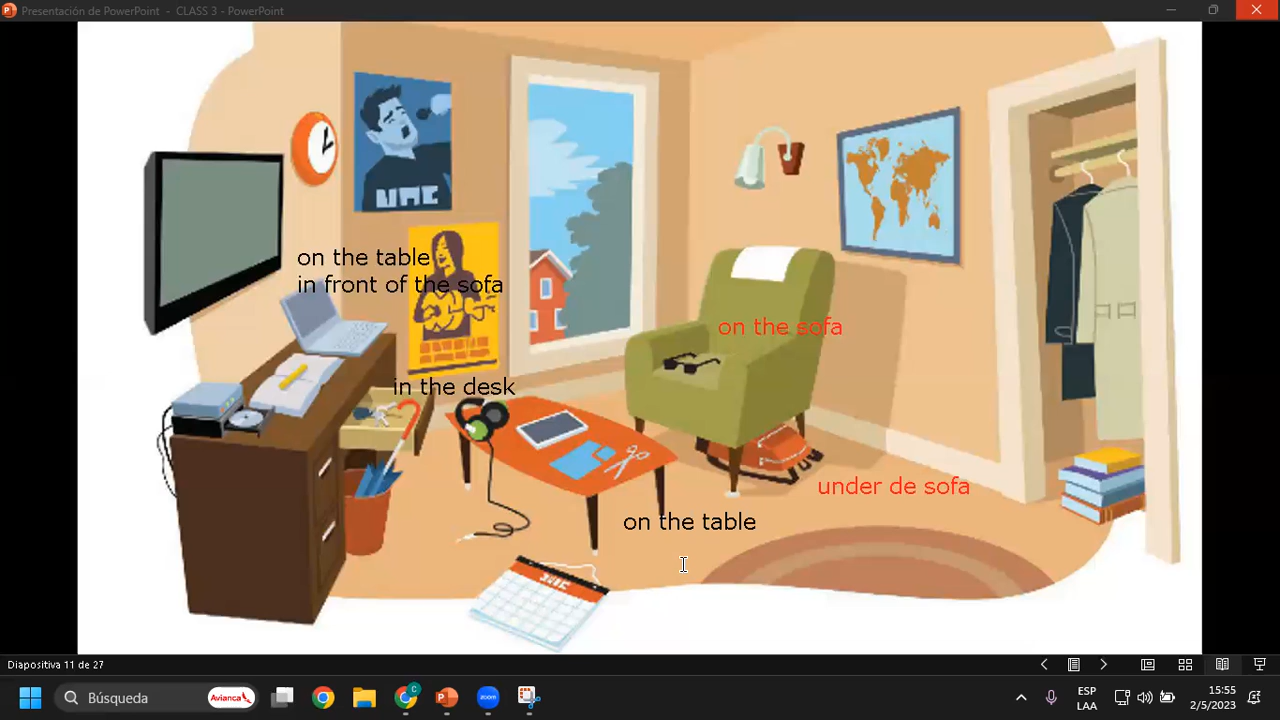 Presentación de PowerPoint - CLASS 3 - PowerPoint
on the table
in front of the sofa
on the sofa
in the desk
under de sofa
on the table
Diapositiva 11 de 27
Búsqueda
Avianca
zoom
ESP
LAA
15:55
2/5/2023